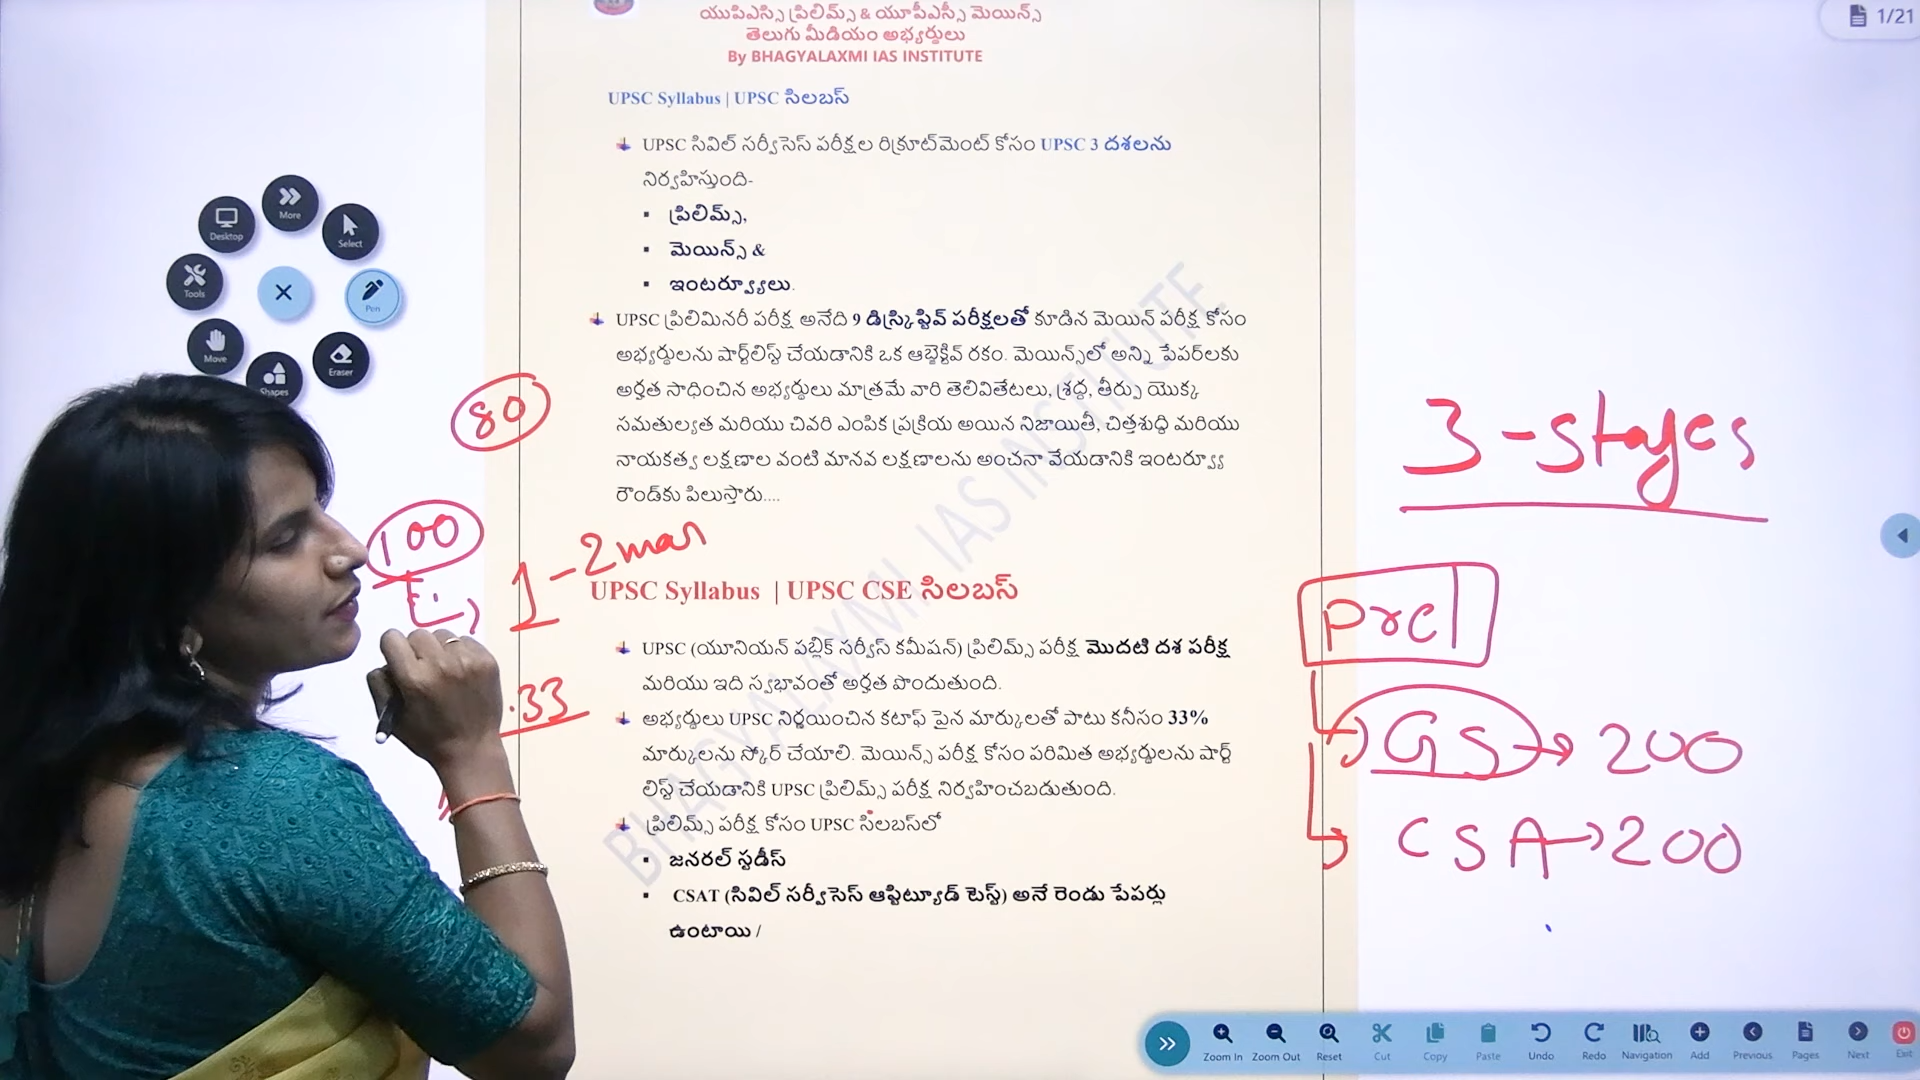 1/21
యుపిఎస్సి ప్రిలిమ్స్ & యూపీఎస్సీ మెయిన్స్
తెలుగు మీడియం అభ్యర్థులు
By BHAGYALAXMI IAS INSTITUTE
UPSC Syllabus | UPSC సిలబస్
UPSC సివిల్ సర్వీసెస్ పరీక్షల రిక్రూట్‌మెంట్ కోసం UPSC 3 దశలను
నిర్వహిస్తుంది-
ప్రిలిమ్స్,
మెయిన్స్ &
ఇంటర్వ్యూలు.
UPSC ప్రిలిమినరీ పరీక్ష అనేది 9 డిస్క్రిప్టివ్ పరీక్షలతో కూడిన మెయిన్ పరీక్ష కోసం
అభ్యర్థులను షార్ట్‌లిస్ట్ చేయడానికి ఒక ఆబ్జెక్టివ్ రకం. మెయిన్స్‌లో అన్ని పేపర్‌లకు
అర్హత సాధించిన అభ్యర్థులు మాత్రమే వారి తెలివితేటలు, శ్రద్ధ, తీర్పు యొక్క
సమతుల్యత మరియు చివరి ఎంపిక ప్రక్రియ అయిన నిజాయితీ, చిత్తశుద్ధి మరియు
నాయకత్వ లక్షణాల వంటి మానవ లక్షణాలను అంచనా వేయడానికి ఇంటర్వ్యూ
రౌండ్‌కు పిలుస్తారు....
UPSC Syllabus | UPSC CSE సిలబస్
UPSC (యూనియన్ పబ్లిక్ సర్వీస్ కమీషన్) ప్రిలిమ్స్ పరీక్ష మొదటి దశ పరీక్ష
మరియు ఇది స్వభావంతో అర్హత పొందుతుంది.
అభ్యర్థులు UPSC నిర్ణయించిన కటాఫ్ పైన మార్కులతో పాటు కనీసం 33%
మార్కులను స్కోర్ చేయాలి. మెయిన్స్ పరీక్ష కోసం పరిమిత అభ్యర్థులను షార్ట్
లిస్ట్ చేయడానికి UPSC ప్రిలిమ్స్ పరీక్ష నిర్వహించబడుతుంది.
ప్రిలిమ్స్ పరీక్ష కోసం UPSC సిలబస్‌లో
జనరల్ స్టడీస్
CSAT (సివిల్ సర్వీసెస్ ఆప్టిట్యూడ్ టెస్ట్) అనే రెండు పేపర్లు
ఉంటాయి /
BHAGYALAXMI IAS INSTITUTE.
80
100
1 - 2 mar
.33
3-stages
prel
GS → 200
CSA → 200
More
Desktop
Select
Tools
Pen
Move
Eraser
Shapes
Zoom In Zoom Out Reset Cut Copy Paste Undo Redo Navigation Add Previous Pages Next Exit